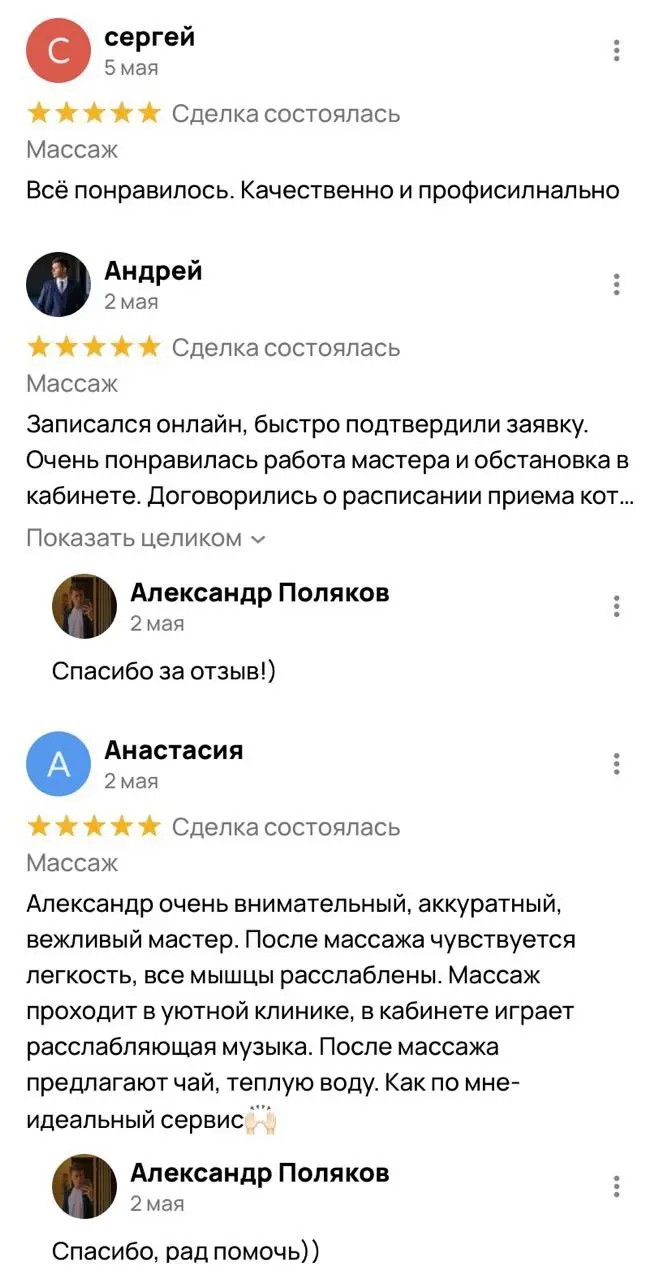 С
сергей
5 мая
Сделка состоялась
Массаж
Всё понравилось. Качественно и профисилнально
Андрей
2 мая
Сделка состоялась
Массаж
Записался онлайн, быстро подтвердили заявку.
Очень понравилась работа мастера и обстановка в
кабинете. Договорились о расписании приема кот...
Показать целиком
Александр Поляков
2 мая
Спасибо за отзыв!)
А
Анастасия
2 мая
Сделка состоялась
Массаж
Александр очень внимательный, аккуратный,
вежливый мастер. После массажа чувствуется
легкость, все мышцы расслаблены. Массаж
проходит в уютной клинике, в кабинете играет
расслабляющая музыка. После массажа
предлагают чай, теплую воду. Как по мне-
идеальный сервис🙌🏻
Александр Поляков
2 мая
Спасибо, рад помочь))